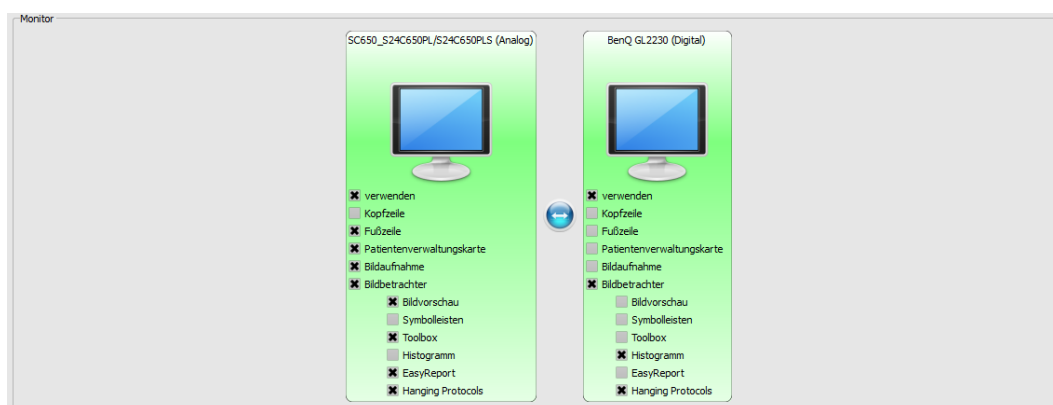 Monitor
SC650_S24C650PL/S24C650PLS (Analog)
verwenden
Kopfzeile
Fußzeile
Patientenverwaltungskarte
Bildaufnahme
Bildbetrachter
Bildvorschau
Symbolleisten
Toolbox
Histogramm
EasyReport
Hanging Protocols
BenQ GL2230 (Digital)
verwenden
Kopfzeile
Fußzeile
Patientenverwaltungskarte
Bildaufnahme
Bildbetrachter
Bildvorschau
Symbolleisten
Toolbox
Histogramm
EasyReport
Hanging Protocols